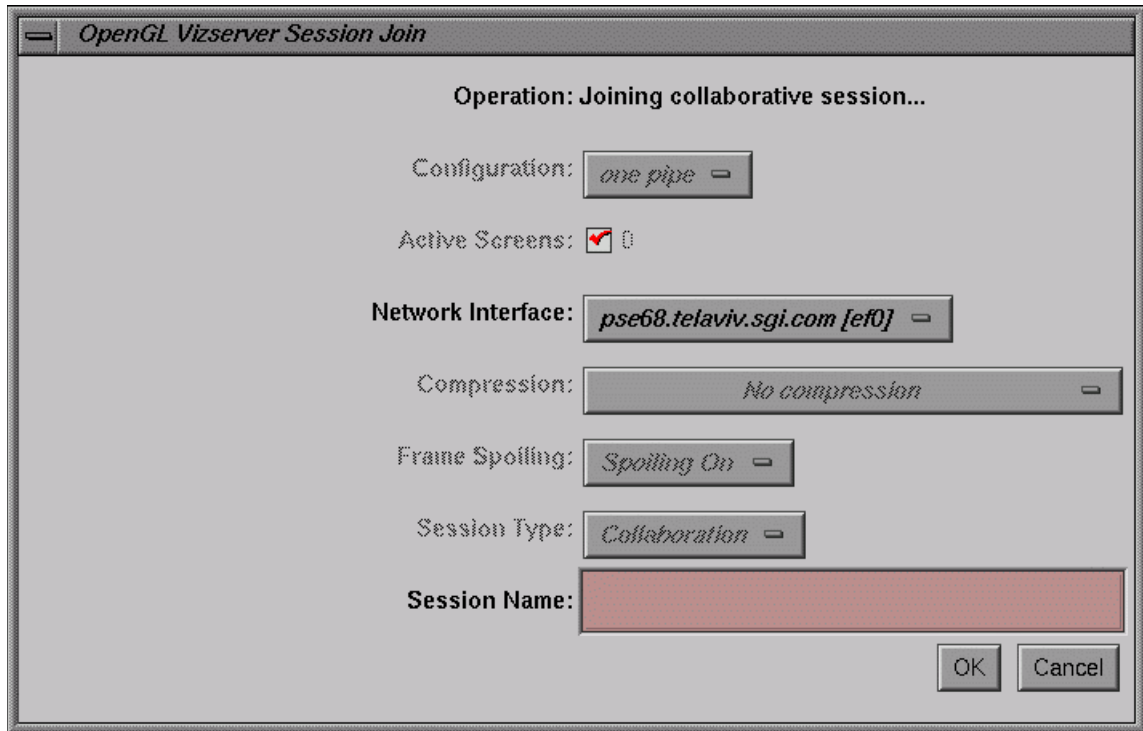 OpenGL Vizserver Session Join
Operation: Joining collaborative session...
Configuration: one pipe
Active Screens: 0
Network Interface: pse68.telaviv.sgi.com [ef0]
Compression: No compression
Frame Spoiling: Spoiling On
Session Type: Collaboration
Session Name:
OK Cancel